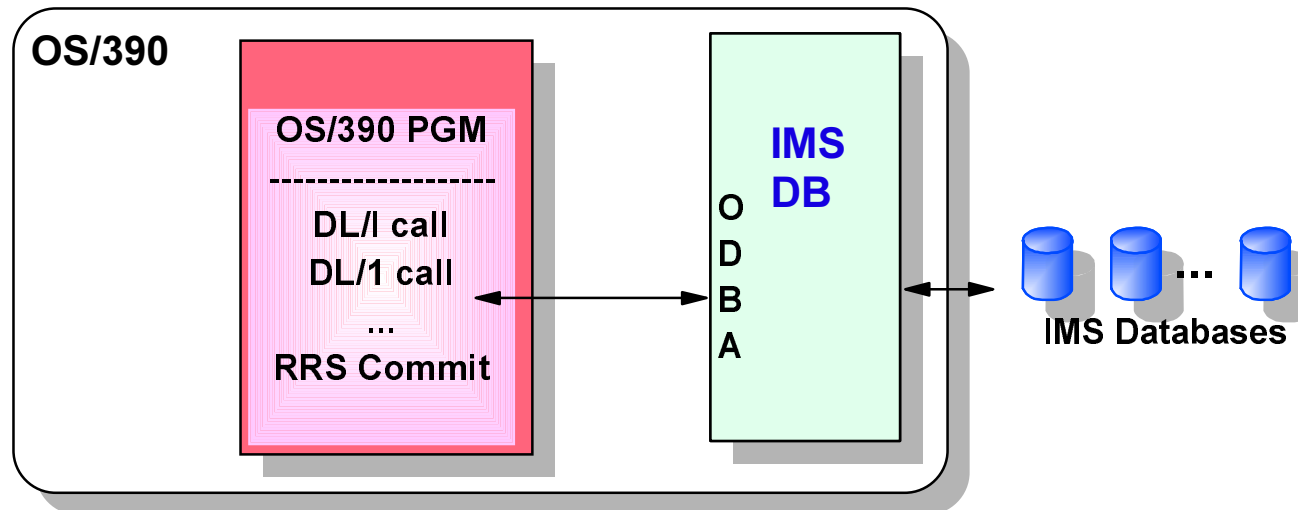 OS/390
OS/390 PGM
-----------------------
DL/I call
DL/1 call
...
RRS Commit
IMS
DB
O
D
B
A
...
IMS Databases